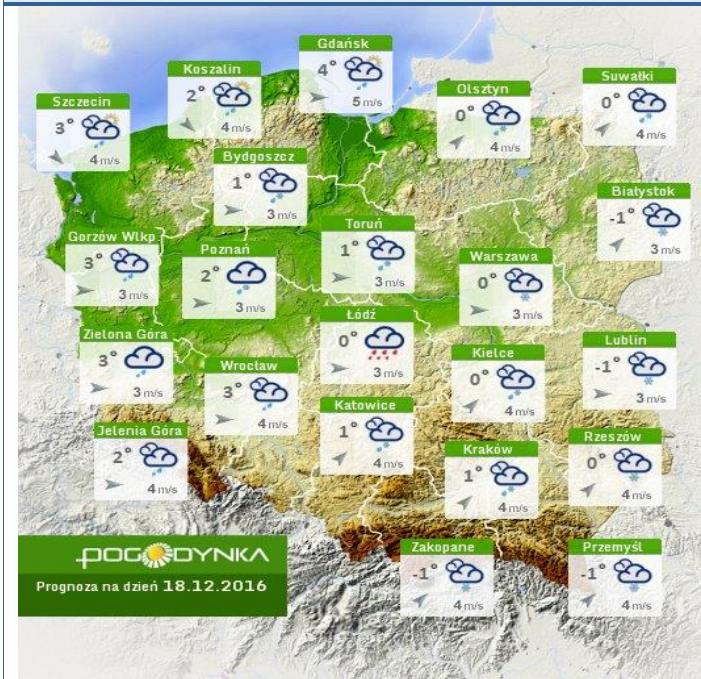 Gdańsk
4°
5 m/s
Koszalin
2°
4 m/s
Suwałki
0°
4 m/s
Olsztyn
0°
4 m/s
Szczecin
3°
4 m/s
Bydgoszcz
1°
3 m/s
Białystok
-1°
3 m/s
Toruń
1°
3 m/s
Gorzów Wlkp
3°
3 m/s
Poznań
2°
3 m/s
Warszawa
0°
3 m/s
Łódź
0°
3 m/s
Zielona Góra
3°
3 m/s
Lublin
-1°
3 m/s
Kielce
0°
4 m/s
Wrocław
3°
4 m/s
Katowice
1°
4 m/s
Jelenia Góra
2°
4 m/s
Rzeszów
0°
4 m/s
Kraków
1°
4 m/s
Zakopane
-1°
4 m/s
Przemyśl
-1°
4 m/s
POGODYNKA
Prognoza na dzień 18.12.2016